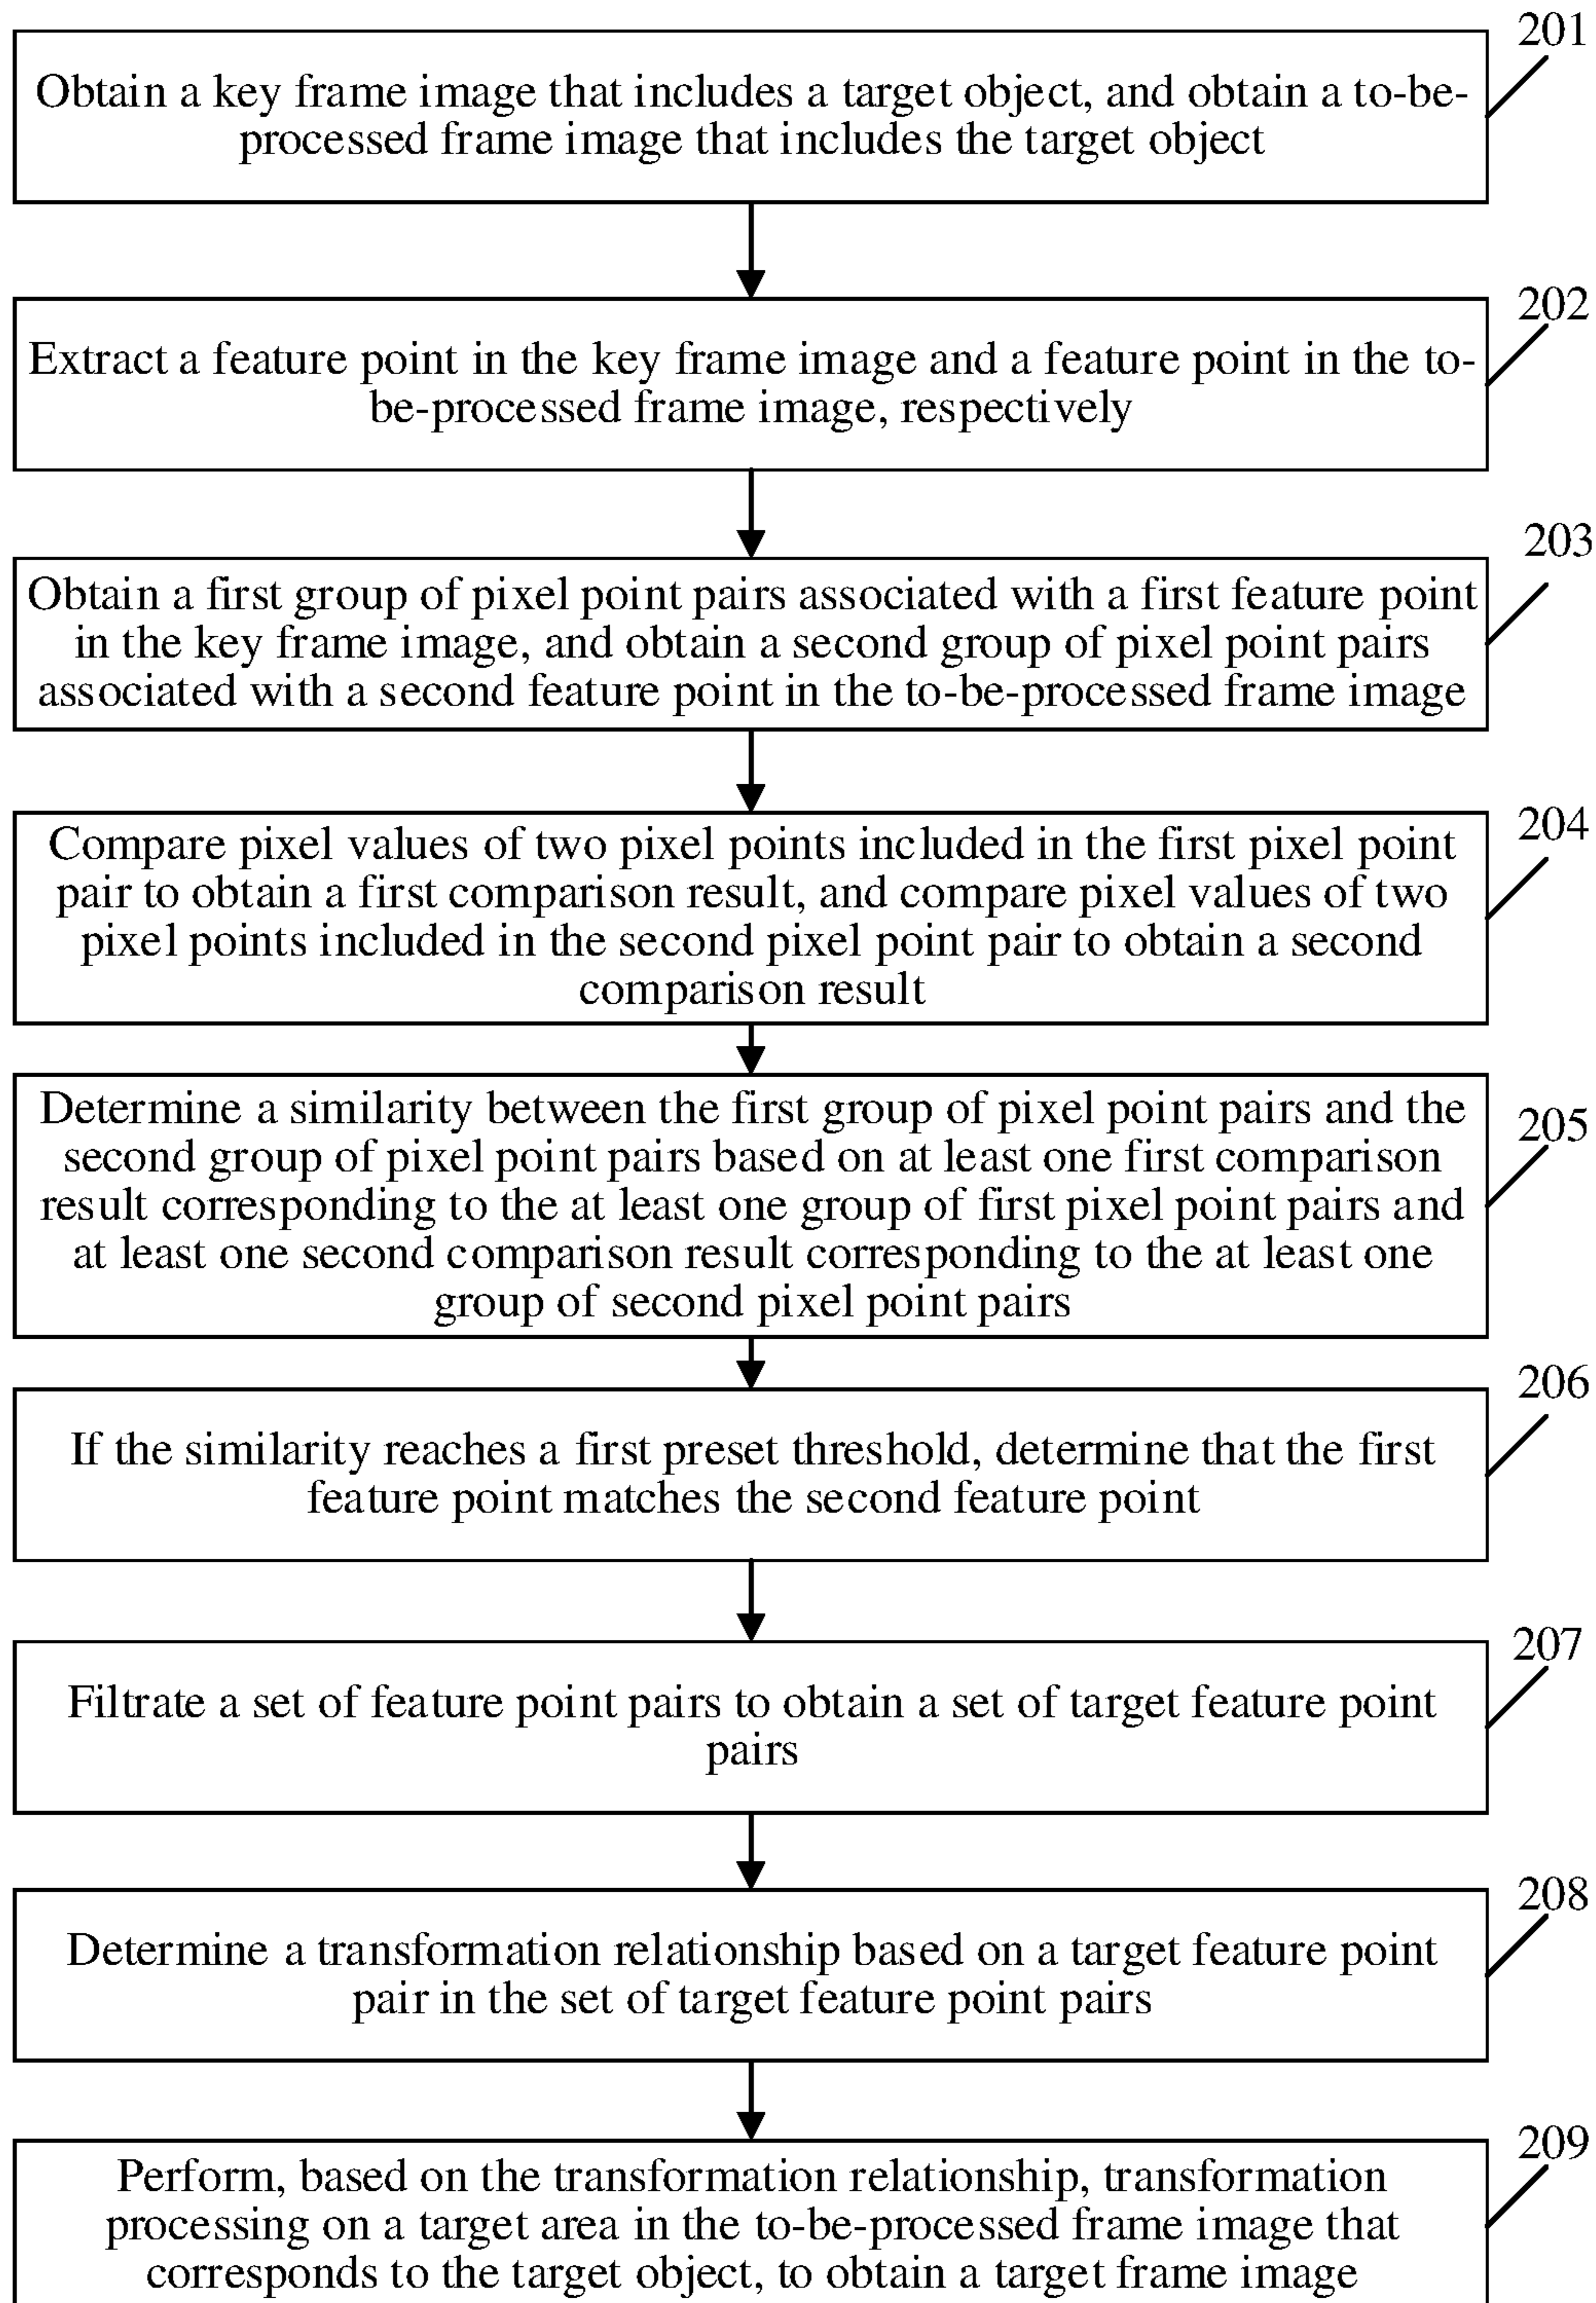 201
Obtain a key frame image that includes a target object, and obtain a to-be-
processed frame image that includes the target object
202
Extract a feature point in the key frame image and a feature point in the to-
be-processed frame image, respectively
203
Obtain a first group of pixel point pairs associated with a first feature point
in the key frame image, and obtain a second group of pixel point pairs
associated with a second feature point in the to-be-processed frame image
204
Compare pixel values of two pixel points included in the first pixel point
pair to obtain a first comparison result, and compare pixel values of two
pixel points included in the second pixel point pair to obtain a second
comparison result
205
Determine a similarity between the first group of pixel point pairs and the
second group of pixel point pairs based on at least one first comparison
result corresponding to the at least one group of first pixel point pairs and
at least one second comparison result corresponding to the at least one
group of second pixel point pairs
206
If the similarity reaches a first preset threshold, determine that the first
feature point matches the second feature point
207
Filtrate a set of feature point pairs to obtain a set of target feature point
pairs
208
Determine a transformation relationship based on a target feature point
pair in the set of target feature point pairs
209
Perform, based on the transformation relationship, transformation
processing on a target area in the to-be-processed frame image that
corresponds to the target object, to obtain a target frame image